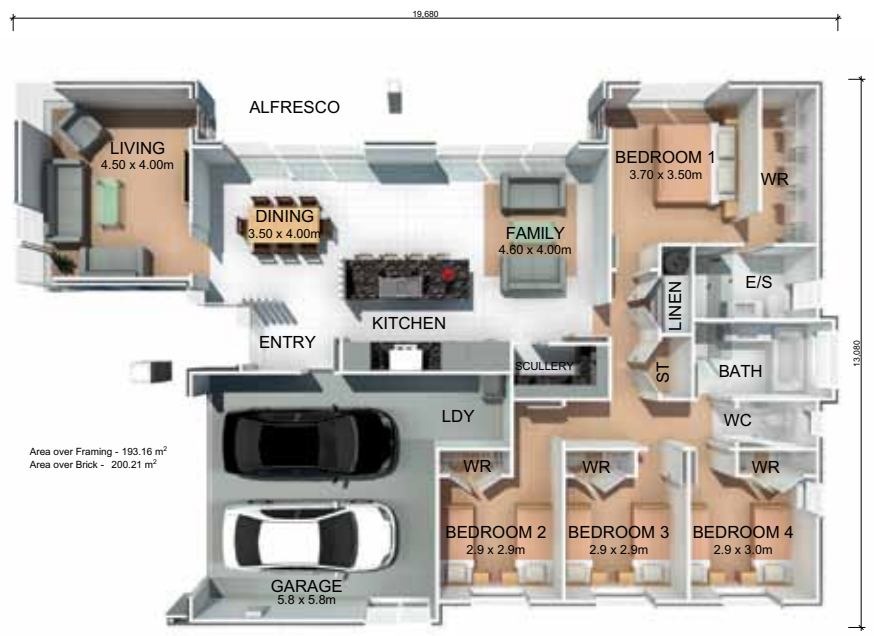 19,680
ALFRESCO
LIVING
4.50 x 4.00m
BEDROOM 1
3.70 x 3.50m
WR
DINING
3.50 x 4.00m
FAMILY
4.60 x 4.00m
E/S
LINEN
KITCHEN
ENTRY
SCULLERY
ST
BATH
13,080
LDY
WC
Area over Framing - 193.16 m²
Area over Brick - 200.21 m²
WR
WR
WR
BEDROOM 2
2.9 x 2.9m
BEDROOM 3
2.9 x 2.9m
BEDROOM 4
2.9 x 3.0m
GARAGE
5.8 x 5.8m